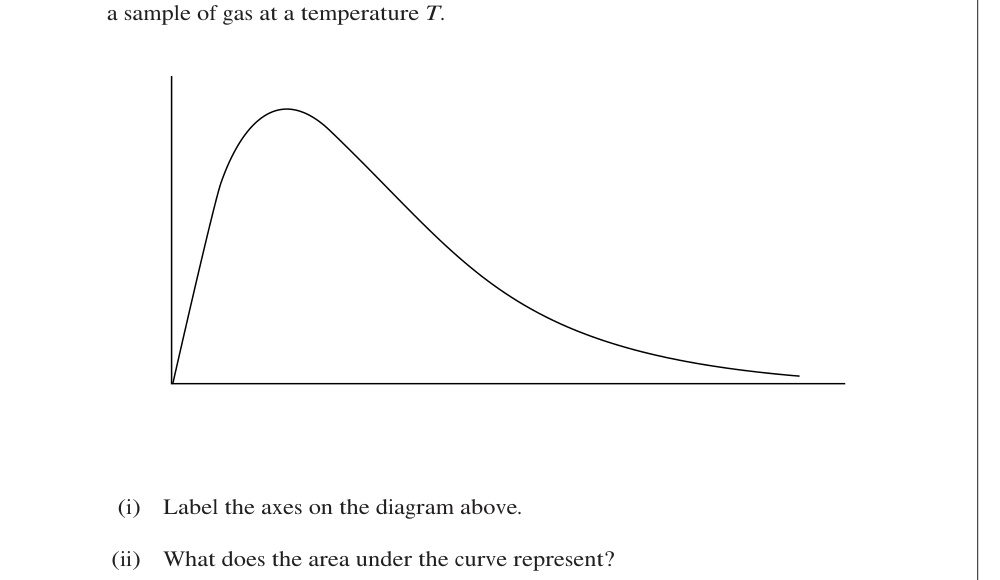 a sample of gas at a temperature T.
(i) Label the axes on the diagram above.
(ii) What does the area under the curve represent?